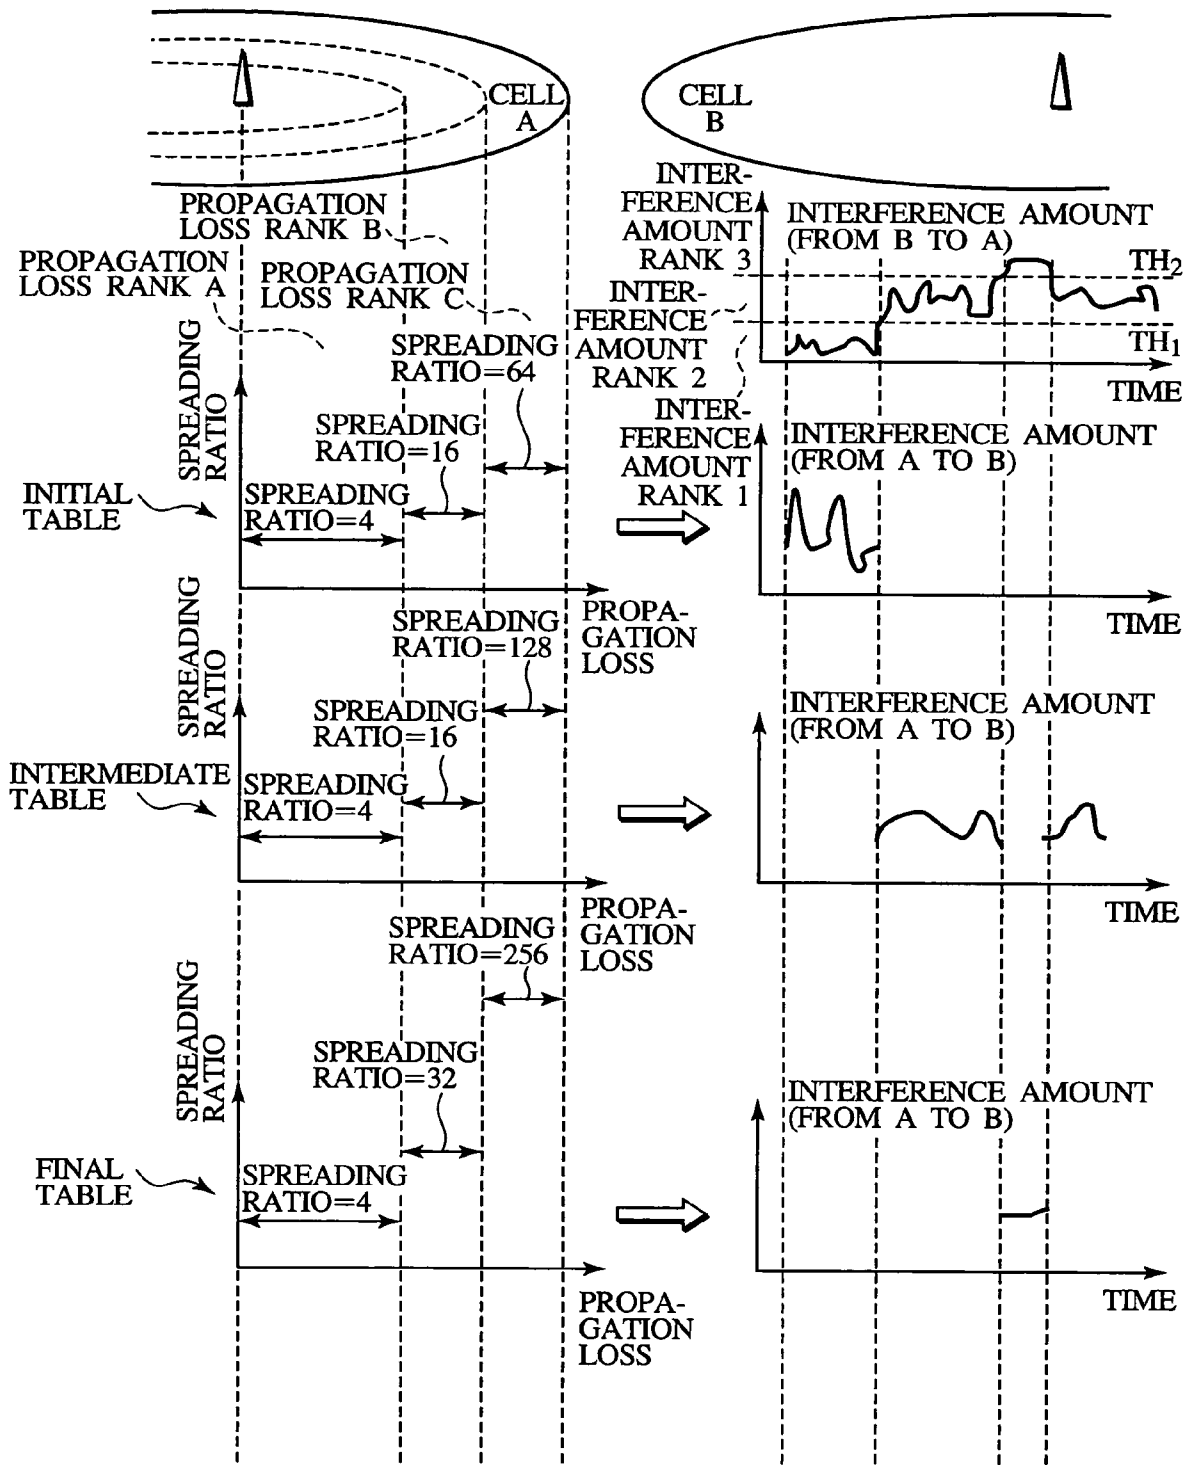 CELL
A
CELL
B
PROPAGATION
LOSS RANK B
PROPAGATION
LOSS RANK A
PROPAGATION
LOSS RANK C
INTER-
FERENCE
AMOUNT
RANK 3
INTER-
FERENCE
AMOUNT
RANK 2
INTER-
FERENCE
AMOUNT
RANK 1
INTERFERENCE AMOUNT
(FROM B TO A)
TH2
TH1
TIME
SPREADING
RATIO
SPREADING
RATIO=64
SPREADING
RATIO=16
SPREADING
RATIO=4
INITIAL
TABLE
PROPA-
GATION
LOSS
INTERFERENCE AMOUNT
(FROM A TO B)
TIME
SPREADING
RATIO
SPREADING
RATIO=128
SPREADING
RATIO=16
SPREADING
RATIO=4
INTERMEDIATE
TABLE
PROPA-
GATION
LOSS
INTERFERENCE AMOUNT
(FROM A TO B)
TIME
SPREADING
RATIO
SPREADING
RATIO=256
SPREADING
RATIO=32
SPREADING
RATIO=4
FINAL
TABLE
PROPA-
GATION
LOSS
INTERFERENCE AMOUNT
(FROM A TO B)
TIME